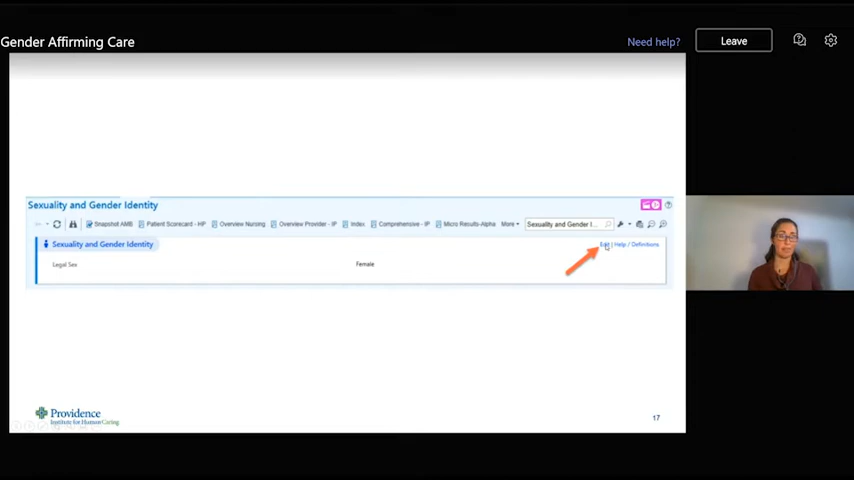 Gender Affirming Care
Need help?
Leave
Sexuality and Gender Identity
Snapshot AMB
Patient Scorecard - HP
Overview Nursing
Overview Provider - IP
Index
Comprehensive - IP
Micro Results-Alpha
More
Sexuality and Gender I...
Sexuality and Gender Identity
Edit | Help / Definitions
Legal Sex
Female
Providence
Institute for Human Caring
17